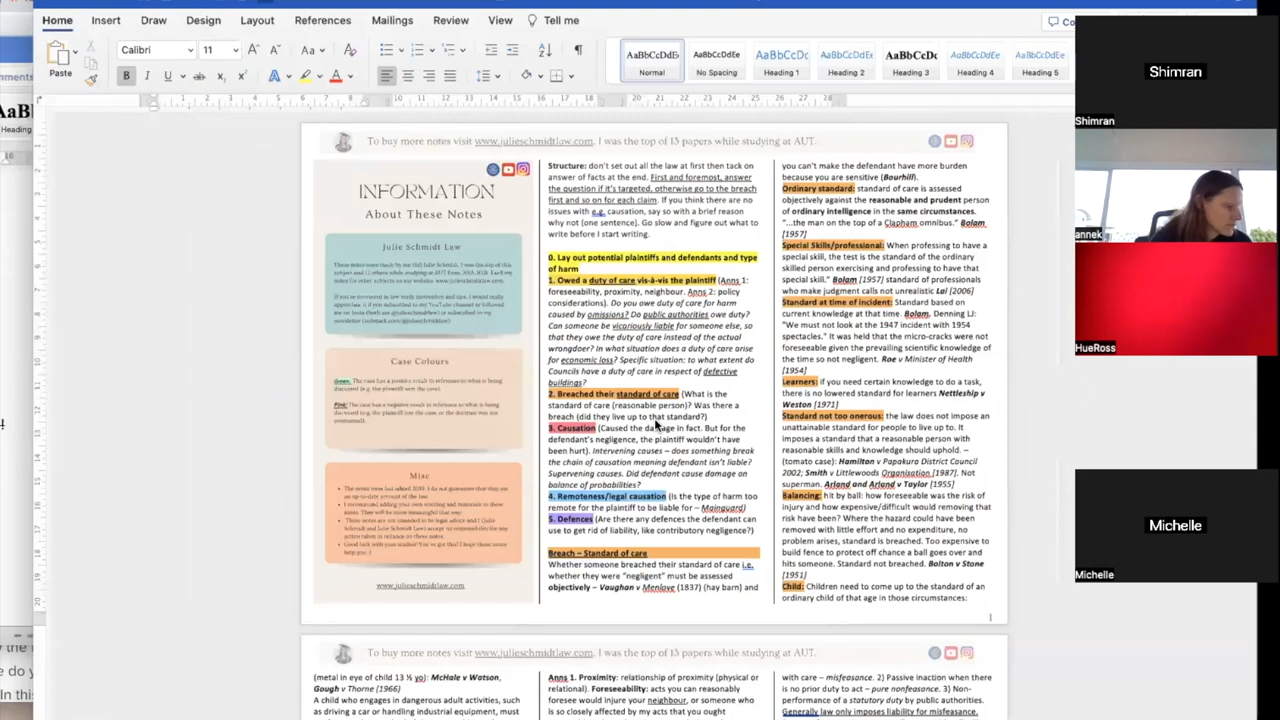 Home Insert Draw Design Layout References Mailings Review View Tell me
Calibri 11
Paste
AaBbCcDdEe AaBbCcDdEe AaBbCcDc AaBbCcDdEe AaBbCcDc AaBbCcDdEe AaBbCcDdEe
Normal No Spacing Heading 1 Heading 2 Heading 3 Heading 4 Heading 5
To buy more notes visit www.julieschmidtlaw. I was the top of 13 papers while studying at AUT.
INFORMATION
About These Notes
Julie Schmidt Law
Case Colours
Misc
www.julieschmidtlaw.com
Structure: don't set out all the law at first then tack on
answer of facts at the end. First and foremost, answer
the question if it's targeted, otherwise go to the breach
first and so on for each claim. If you think there are no
issues with e.g. causation, say so with a brief reason
why not (one sentence). Go slow and figure out what to
write before I start writing.
0. Lay out potential plaintiffs and defendants and type
of harm
1. Owed a duty of care vis-à-vis the plaintiff (Anns 1:
foreseeability, proximity, neighbour. Anns 2: policy
considerations). Do you owe duty of care for harm
caused by omissions? Do public authorities owe duty?
Can someone be vicariously liable for someone else, so
that they owe the duty of care instead of the actual
wrongdoer? In what situation does a duty of care arise
for economic loss? Specific situation: to what extent do
Councils have a duty of care in respect of defective
buildings?
2. Breached their standard of care (What is the
standard of care (reasonable person)? Was there a
breach (did they live up to that standard?)
3. Causation (Caused the damage in fact. But for the
defendant's negligence, the plaintiff wouldn't have
been hurt). Intervening causes – does something break
the chain of causation meaning defendant isn't liable?
Supervening causes. Did defendant cause damage on
balance of probabilities?
4. Remoteness/legal causation (Is the type of harm too
remote for the plaintiff to be liable for – Mainguard)
5. Defences (Are there any defences the defendant can
use to get rid of liability, like contributory negligence?)
Breach – Standard of care
Whether someone breached their standard of care i.e.
whether they were "negligent" must be assessed
objectively – Vaughan v Menlove (1837) (hay barn) and
you can't make the defendant have more burden
because you are sensitive (Bourhill).
Ordinary standard: standard of care is assessed
objectively against the reasonable and prudent person
of ordinary intelligence in the same circumstances.
"...the man on the top of a Clapham omnibus." Bolam
[1957]
Special Skills/professional: When professing to have a
special skill, the test is the standard of the ordinary
skilled person exercising and professing to have that
special skill." Bolam [1957] standard of professionals
who make judgment calls not unrealistic Lai [2006]
Standard at time of incident: Standard based on
current knowledge at that time. Bolam, Denning LJ:
"We must not look at the 1947 incident with 1954
spectacles." It was held that the micro-cracks were not
foreseeable given the prevailing scientific knowledge of
the time so not negligent. Roe v Minister of Health
[1954]
Learners: if you need certain knowledge to do a task,
there is no lower standard for learners Nettleship v
Weston [1971]
Standard not too onerous: the law does not impose an
unattainable standard for people to live up to. It
imposes a standard that a reasonable person with
reasonable skills and knowledge should uphold. –
(tomato case): Hamilton v Papakura District Council
2002; Smith v Littlewoods Organisation [1987]. Not
superman. Arland and Arland v Taylor [1955]
Balancing: hit by ball: how foreseeable was the risk of
injury and how expensive/difficult would removing that
risk have been? Where the hazard could have been
removed with little effort and no expenditure, no
problem arises, standard is breached. Too expensive to
build fence to protect off chance a ball goes over and
hits someone. Standard not breached. Bolton v Stone
[1951]
Child: Children need to come up to the standard of an
ordinary child of that age in those circumstances:
1
To buy more notes visit www.julieschmidtlaw. I was the top of 13 papers while studying at AUT.
(metal in eye of child 13 ½ yo): McHale v Watson,
Gough v Thorne (1966)
A child who engages in dangerous adult activities, such
as driving a car or handling industrial equipment, must
Anns 1. Proximity: relationship of proximity (physical or
relational). Foreseeability: acts you can reasonably
foresee would injure your neighbour, or someone who
is so closely affected by my acts that you ought
with care – misfeasance. 2) Passive inaction when there
is no prior duty to act – pure nonfeasance. 3) Non-
performance of a statutory duty by public authorities.
Generally law only imposes liability for misfeasance.
Shimran
Shimran
annek
HueRoss
Michelle
Michelle